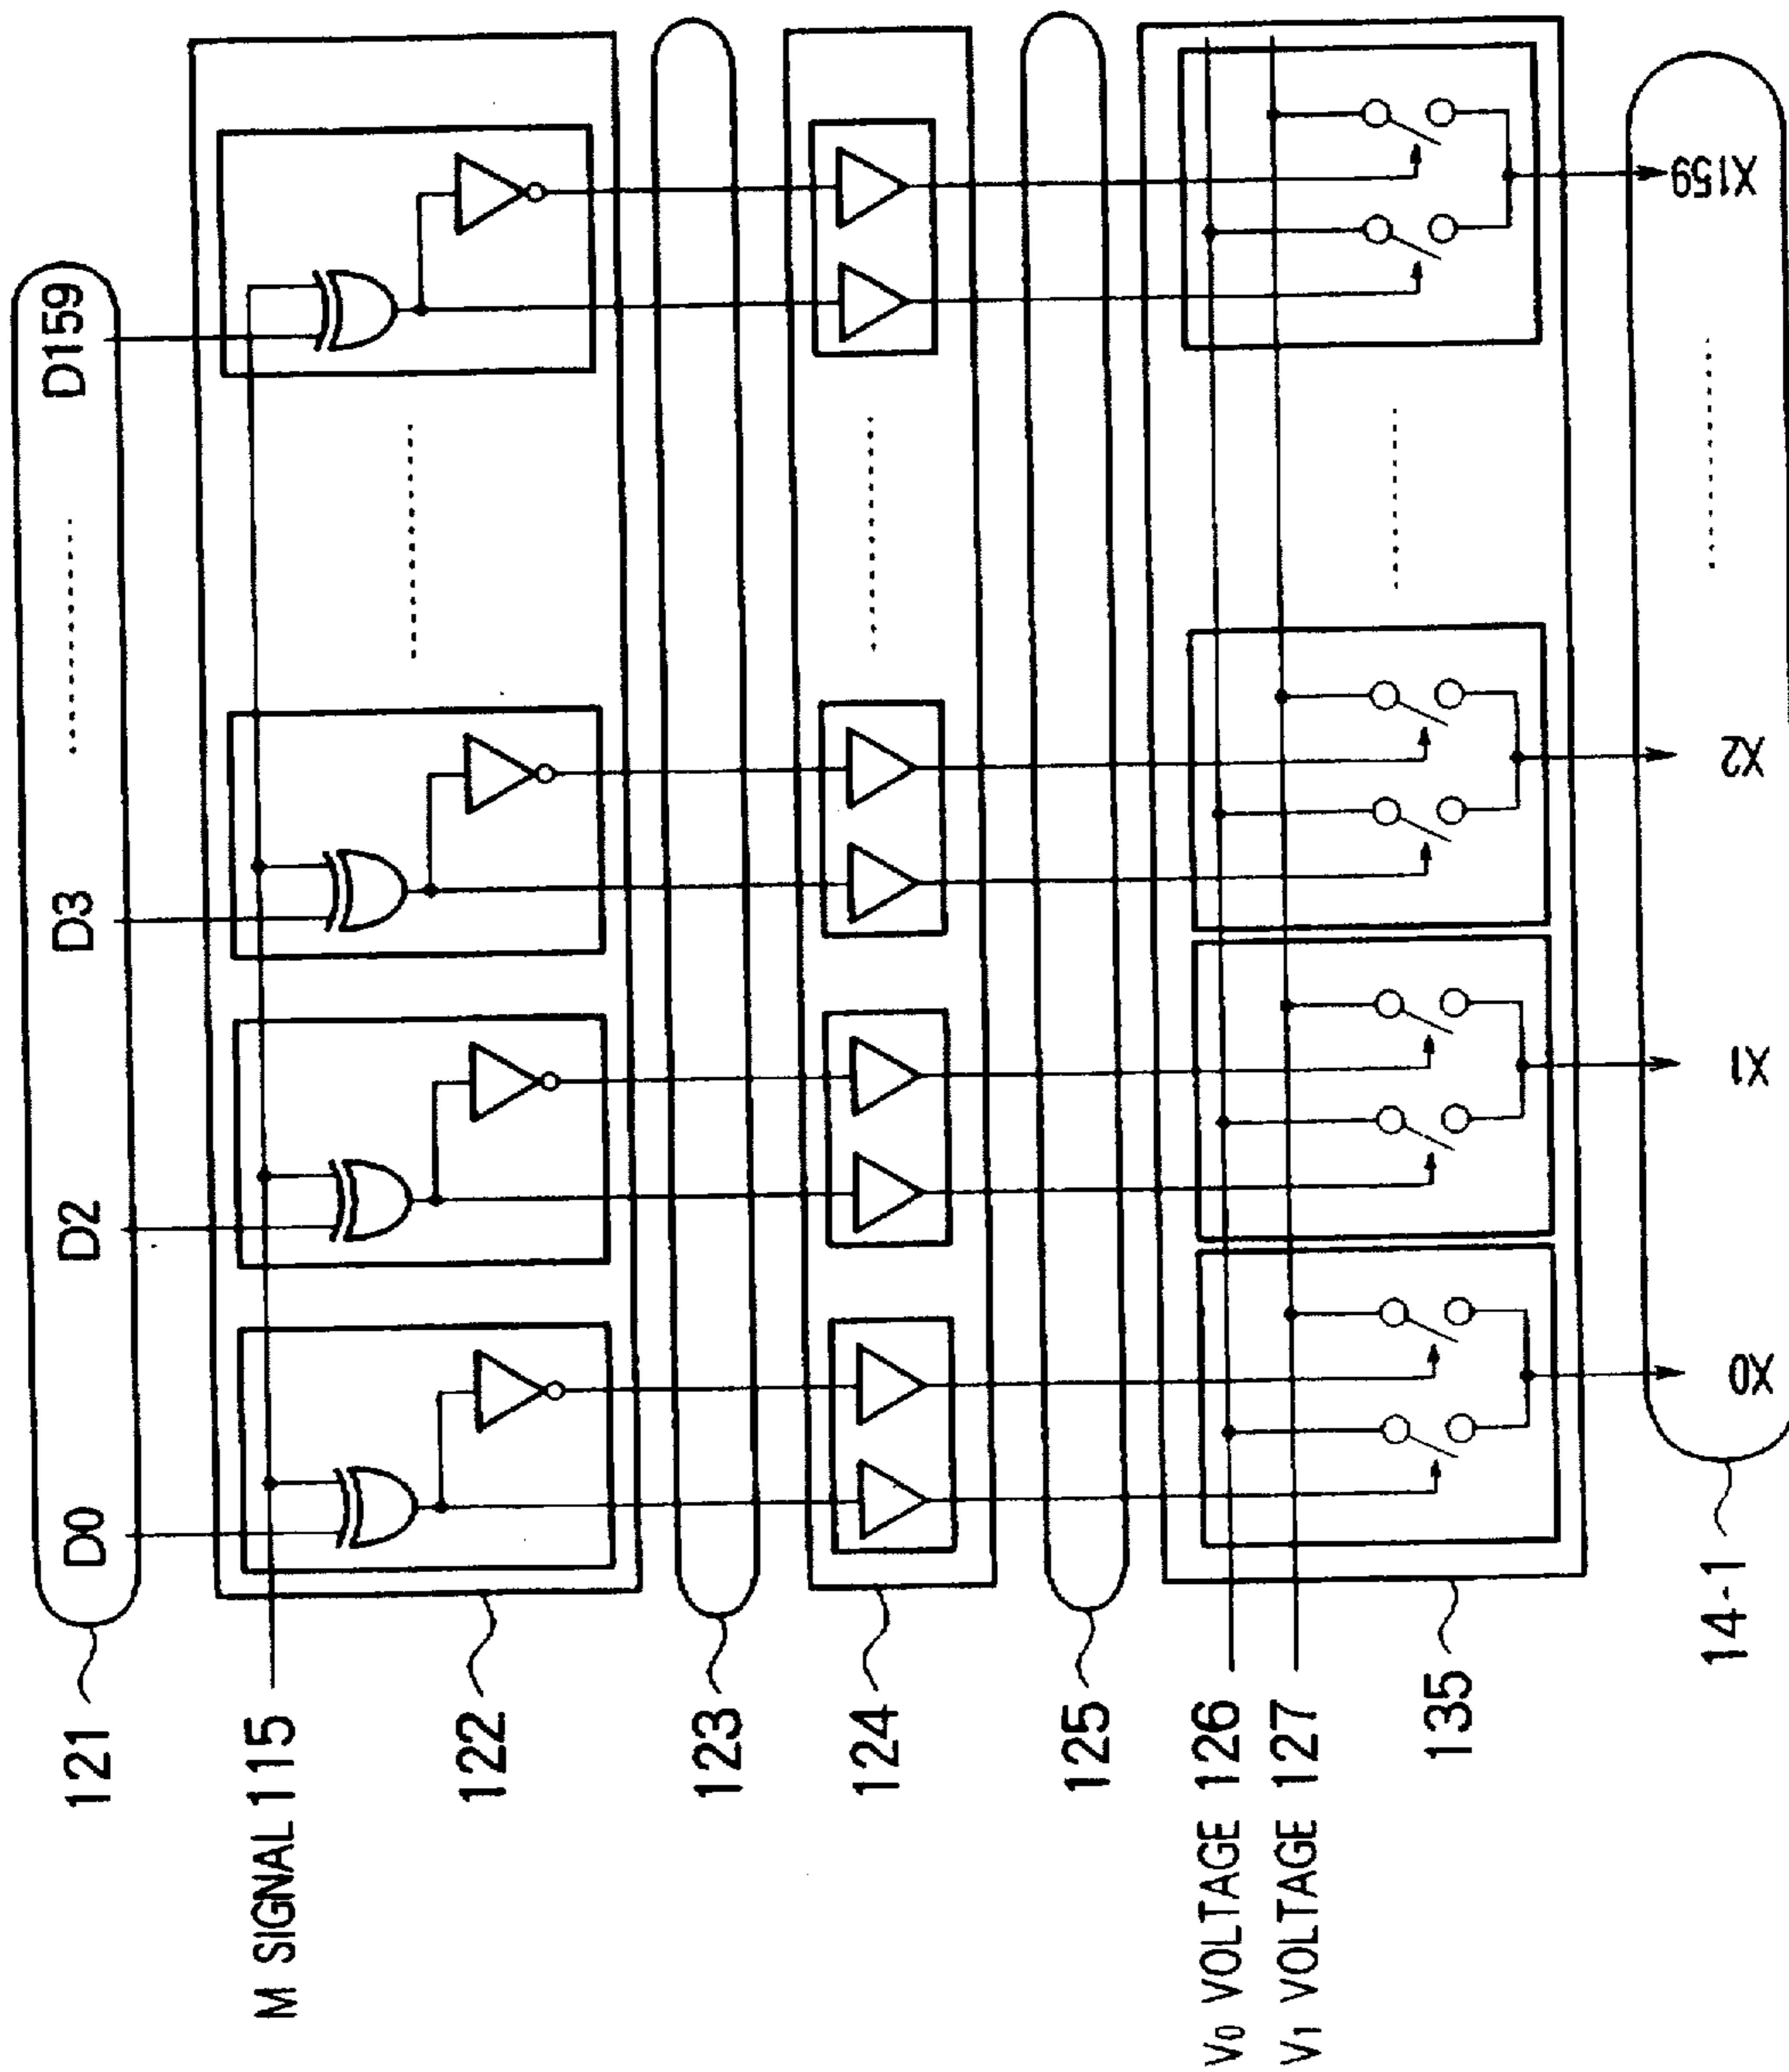 D0 D2 D3 ............ D159
121
M SIGNAL 115
122
123
124
125
V0 VOLTAGE 126
V1 VOLTAGE 127
135
X0 X1 X2 ............ X159
14-1